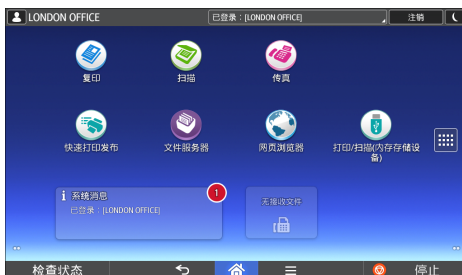 LONDON OFFICE
已登录：[LONDON OFFICE]
注销
复印
扫描
传真
快速打印发布
文件服务器
网页浏览器
打印/扫描(内存存储设
备)
i 系统消息
1
已登录：[LONDON OFFICE]
无接收文件
检查状态
停止